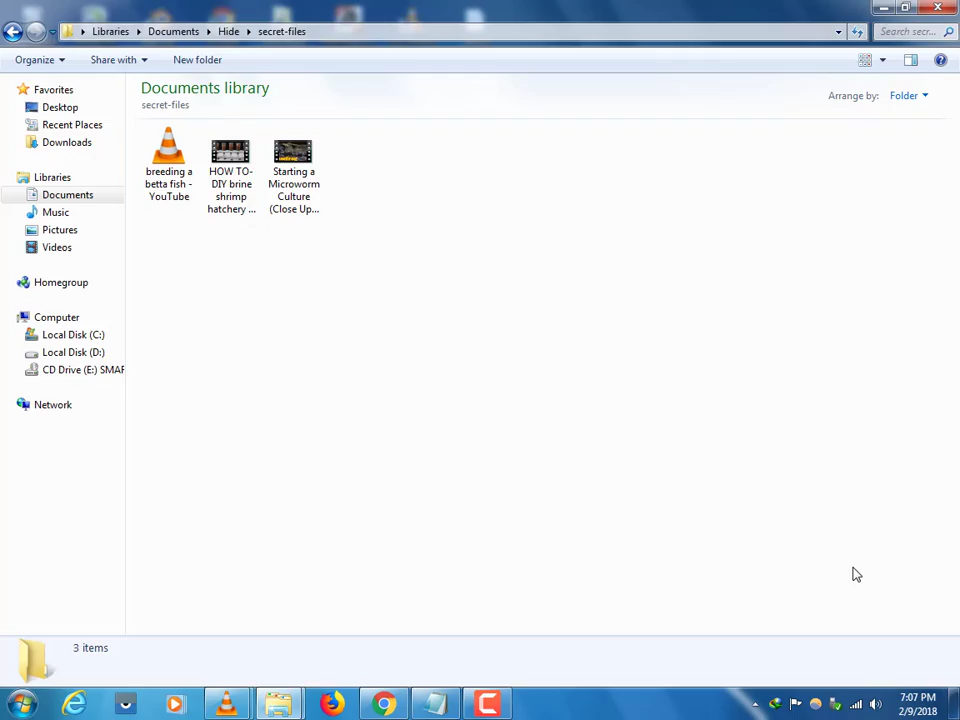 Libraries Documents Hide secret-files
Search secr...
Organize Share with New folder
Favorites
Desktop
Recent Places
Downloads
Libraries
Documents
Music
Pictures
Videos
Homegroup
Computer
Local Disk (C:)
Local Disk (D:)
CD Drive (E:) SMAR
Network
Documents library
secret-files
Arrange by: Folder
breeding a
betta fish -
YouTube
HOW TO-
DIY brine
shrimp
hatchery ...
Starting a
Microworm
Culture
(Close Up...
3 items
7:07 PM
2/9/2018